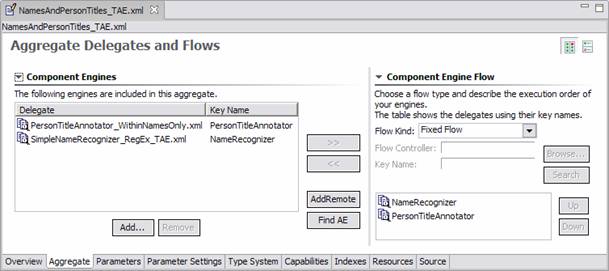 NamesAndPersonTitles_TAE.xml
NamesAndPersonTitles_TAE.xml
Aggregate Delegates and Flows
Component Engines
The following engines are included in this aggregate.
Delegate Key Name
PersonTitleAnnotator_WithinNamesOnly.xml PersonTitleAnnotator
SimpleNameRecognizer_RegEx_TAE.xml NameRecognizer
>>
<<
AddRemote
Find AE
Add... Remove
Component Engine Flow
Choose a flow type and describe the execution order of
your engines.
The table shows the delegates using their key names.
Flow Kind: Fixed Flow
Flow Controller:
Browse...
Key Name:
Search
NameRecognizer
PersonTitleAnnotator
Up
Down
Overview Aggregate Parameters Parameter Settings Type System Capabilities Indexes Resources Source